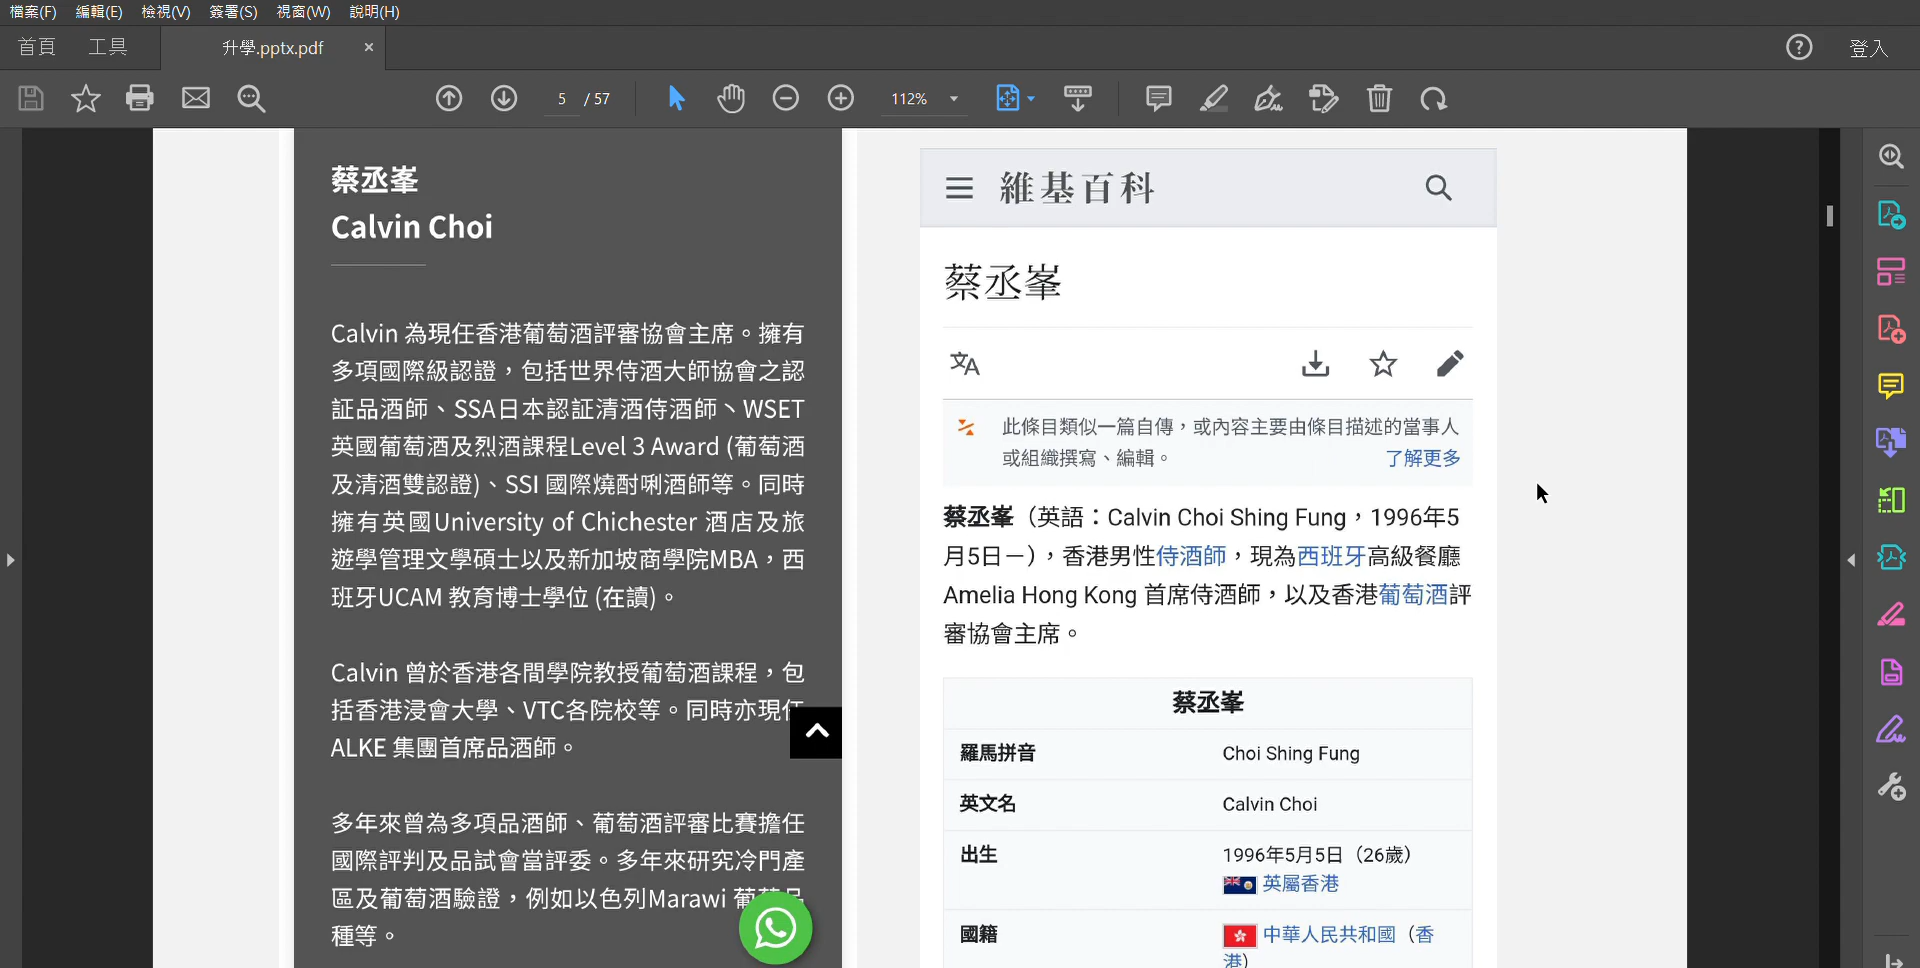 檔案(F) 編輯(E) 檢視(V) 簽署(S) 視窗(W) 說明(H)
首頁 工具 升學.pptx.pdf × 登入
5 / 57 112%
蔡丞峯
Calvin Choi
Calvin 為現任香港葡萄酒評審協會主席。擁有
多項國際級認證，包括世界侍酒大師協會之認
証品酒師、SSA日本認証清酒侍酒師、WSET
英國葡萄酒及烈酒課程Level 3 Award (葡萄酒
及清酒雙認證)、SSI 國際燒酎唎酒師等。同時
擁有英國University of Chichester 酒店及旅
遊學管理文學碩士以及新加坡商學院MBA，西
班牙UCAM 教育博士學位 (在讀)。
Calvin 曾於香港各間學院教授葡萄酒課程，包
括香港浸會大學、VTC各院校等。同時亦現任
ALKE 集團首席品酒師。
多年來曾為多項品酒師、葡萄酒評審比賽擔任
國際評判及品試會當評委。多年來研究冷門產
區及葡萄酒驗證，例如以色列Marawi 葡萄品
種等。
維基百科
蔡丞峯
文A
此條目類似一篇自傳，或內容主要由條目描述的當事人
或組織撰寫、編輯。 了解更多
蔡丞峯（英語：Calvin Choi Shing Fung，1996年5
月5日－），香港男性侍酒師，現為西班牙高級餐廳
Amelia Hong Kong 首席侍酒師，以及香港葡萄酒評
審協會主席。
蔡丞峯
羅馬拼音 Choi Shing Fung
英文名 Calvin Choi
出生 1996年5月5日（26歲）
英屬香港
國籍 中華人民共和國（香
港）